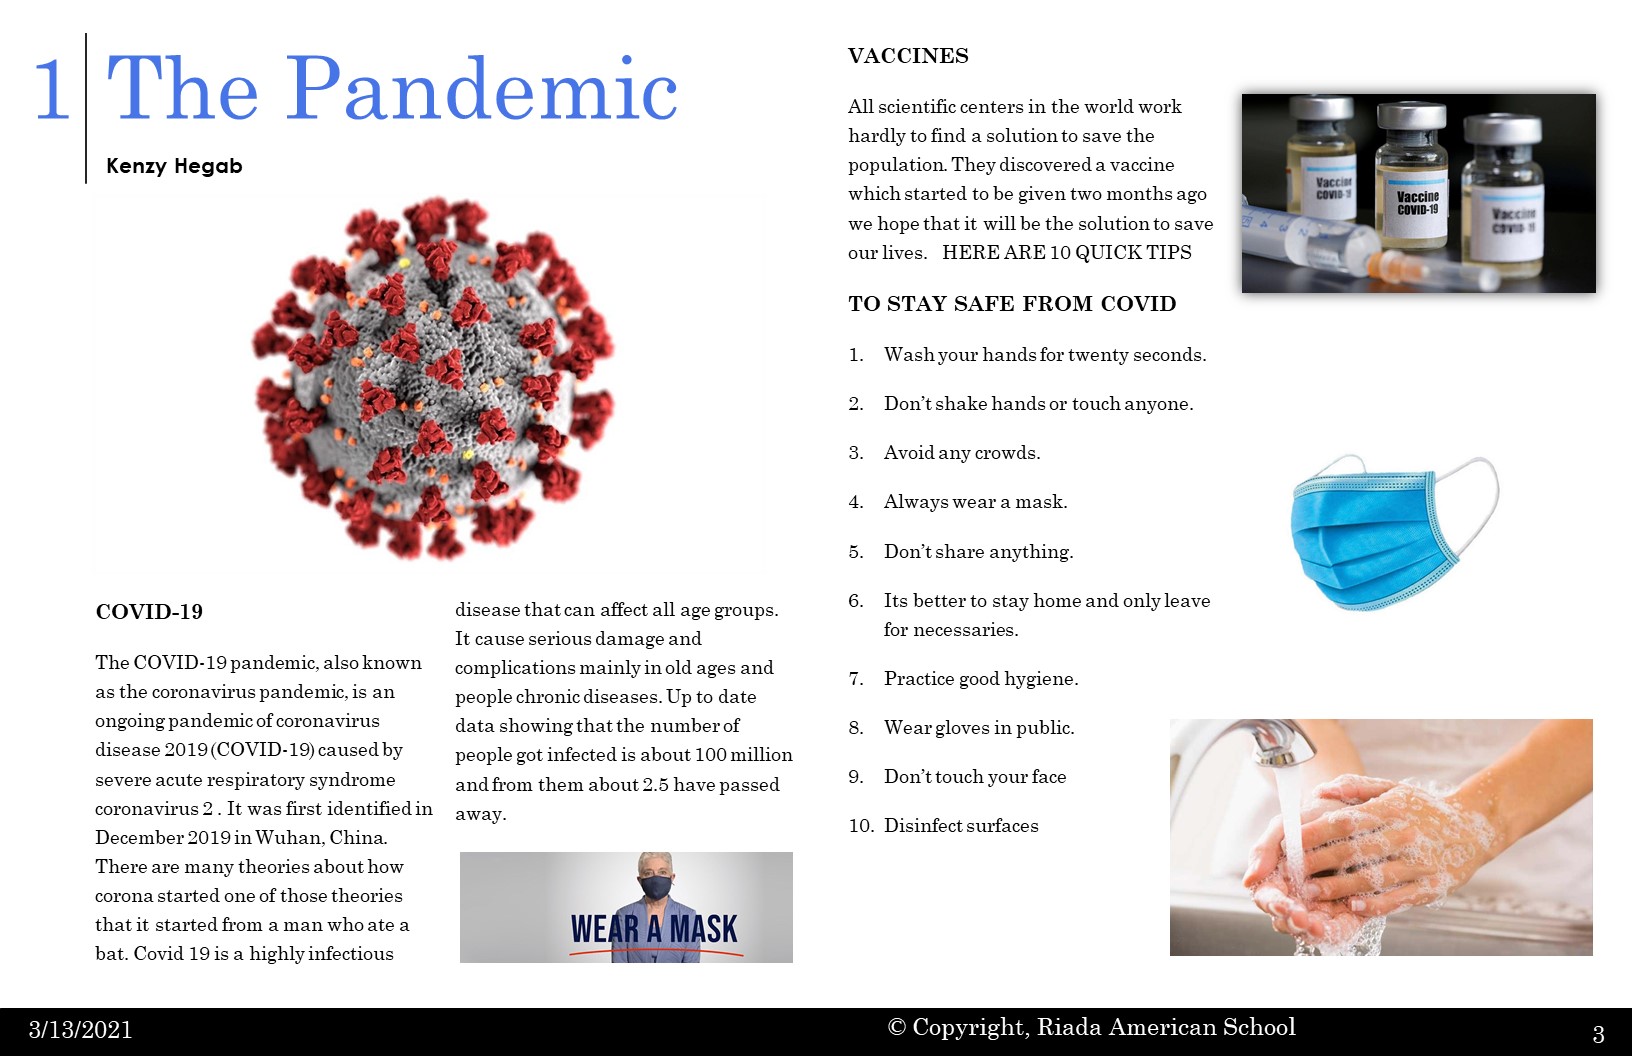 1
The Pandemic
Kenzy Hegab
COVID-19
The COVID-19 pandemic, also known
as the coronavirus pandemic, is an
ongoing pandemic of coronavirus
disease 2019 (COVID-19) caused by
severe acute respiratory syndrome
coronavirus 2 . It was first identified in
December 2019 in Wuhan, China.
There are many theories about how
corona started one of those theories
that it started from a man who ate a
bat. Covid 19 is a highly infectious
disease that can affect all age groups.
It cause serious damage and
complications mainly in old ages and
people chronic diseases. Up to date
data showing that the number of
people got infected is about 100 million
and from them about 2.5 have passed
away.
WEAR A MASK
VACCINES
All scientific centers in the world work
hardly to find a solution to save the
population. They discovered a vaccine
which started to be given two months ago
we hope that it will be the solution to save
our lives. HERE ARE 10 QUICK TIPS
TO STAY SAFE FROM COVID
1. Wash your hands for twenty seconds.
2. Don't shake hands or touch anyone.
3. Avoid any crowds.
4. Always wear a mask.
5. Don't share anything.
6. Its better to stay home and only leave
for necessaries.
7. Practice good hygiene.
8. Wear gloves in public.
9. Don't touch your face
10. Disinfect surfaces
Vaccine
COVID-19
Vaccine
COVID-19
Vaccine
COVID-19
3/13/2021
© Copyright, Riada American School
3